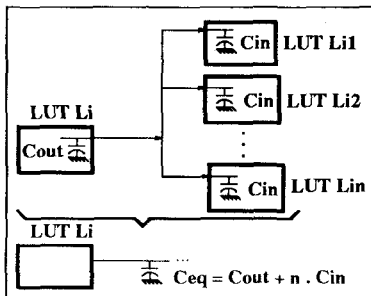 Cin LUT Li1
LUT Li
Cin LUT Li2
Cout
Cin LUT Lin
LUT Li
Ceq = Cout + n . Cin